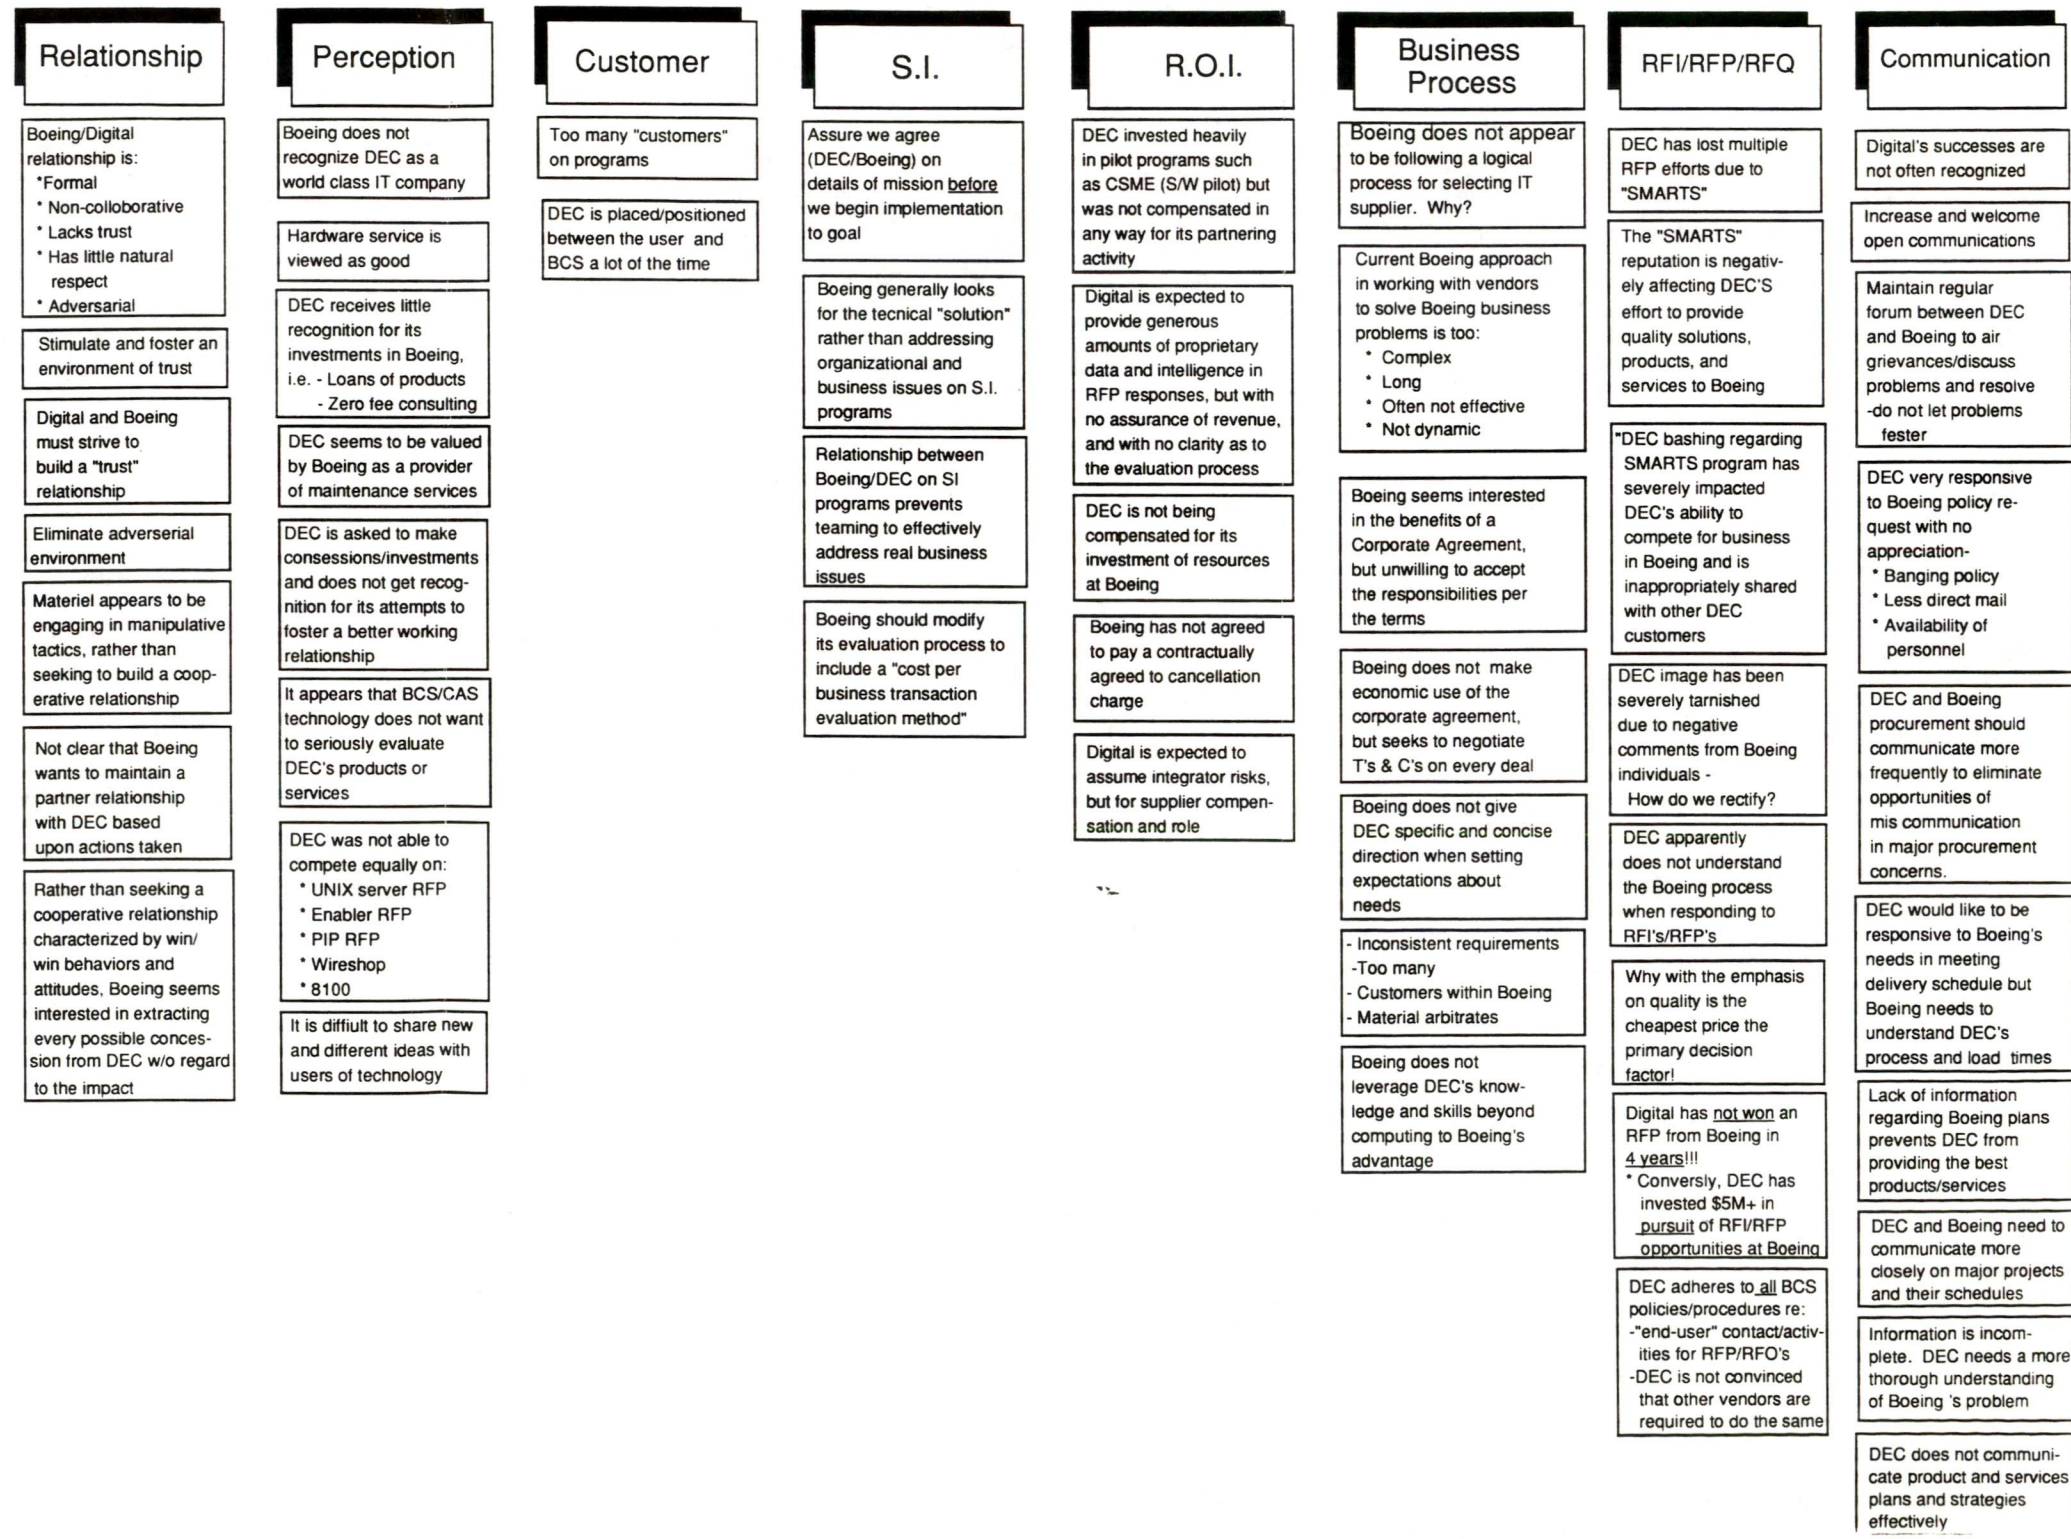 Relationship
Boeing/Digital
relationship is:
*Formal
* Non-colloborative
* Lacks trust
* Has little natural
respect
* Adversarial
Stimulate and foster an
environment of trust
Digital and Boeing
must strive to
build a "trust"
relationship
Eliminate adverserial
environment
Materiel appears to be
engaging in manipulative
tactics, rather than
seeking to build a coop-
erative relationship
Not clear that Boeing
wants to maintain a
partner relationship
with DEC based
upon actions taken
Rather than seeking a
cooperative relationship
characterized by win/
win behaviors and
attitudes, Boeing seems
interested in extracting
every possible conces-
sion from DEC w/o regard
to the impact
Perception
Boeing does not
recognize DEC as a
world class IT company
Hardware service is
viewed as good
DEC receives little
recognition for its
investments in Boeing,
i.e. - Loans of products
- Zero fee consulting
DEC seems to be valued
by Boeing as a provider
of maintenance services
DEC is asked to make
consessions/investments
and does not get recog-
nition for its attempts to
foster a better working
relationship
It appears that BCS/CAS
technology does not want
to seriously evaluate
DEC's products or
services
DEC was not able to
compete equally on:
* UNIX server RFP
* Enabler RFP
* PIP RFP
* Wireshop
* 8100
It is diffiult to share new
and different ideas with
users of technology
Customer
Too many "customers"
on programs
DEC is placed/positioned
between the user and
BCS a lot of the time
S.I.
Assure we agree
(DEC/Boeing) on
details of mission before
we begin implementation
to goal
Boeing generally looks
for the tecnical "solution"
rather than addressing
organizational and
business issues on S.I.
programs
Relationship between
Boeing/DEC on SI
programs prevents
teaming to effectively
address real business
issues
Boeing should modify
its evaluation process to
include a "cost per
business transaction
evaluation method"
R.O.I.
DEC invested heavily
in pilot programs such
as CSME (S/W pilot) but
was not compensated in
any way for its partnering
activity
Digital is expected to
provide generous
amounts of proprietary
data and intelligence in
RFP responses, but with
no assurance of revenue,
and with no clarity as to
the evaluation process
DEC is not being
compensated for its
investment of resources
at Boeing
Boeing has not agreed
to pay a contractually
agreed to cancellation
charge
Digital is expected to
assume integrator risks,
but for supplier compen-
sation and role
Business
Process
Boeing does not appear
to be following a logical
process for selecting IT
supplier. Why?
Current Boeing approach
in working with vendors
to solve Boeing business
problems is too:
* Complex
* Long
* Often not effective
* Not dynamic
Boeing seems interested
in the benefits of a
Corporate Agreement,
but unwilling to accept
the responsibilities per
the terms
Boeing does not make
economic use of the
corporate agreement,
but seeks to negotiate
T's & C's on every deal
Boeing does not give
DEC specific and concise
direction when setting
expectations about
needs
- Inconsistent requirements
-Too many
- Customers within Boeing
- Material arbitrates
Boeing does not
leverage DEC's know-
ledge and skills beyond
computing to Boeing's
advantage
RFI/RFP/RFQ
DEC has lost multiple
RFP efforts due to
"SMARTS"
The "SMARTS"
reputation is negativ-
ely affecting DEC'S
effort to provide
quality solutions,
products, and
services to Boeing
"DEC bashing regarding
SMARTS program has
severely impacted
DEC's ability to
compete for business
in Boeing and is
inappropriately shared
with other DEC
customers
DEC image has been
severely tarnished
due to negative
comments from Boeing
individuals -
How do we rectify?
DEC apparently
does not understand
the Boeing process
when responding to
RFI's/RFP's
Why with the emphasis
on quality is the
cheapest price the
primary decision
factor!
Digital has not won an
RFP from Boeing in
4 years!!!
* Conversly, DEC has
invested $5M+ in
pursuit of RFI/RFP
opportunities at Boeing
DEC adheres to all BCS
policies/procedures re:
-"end-user" contact/activ-
ities for RFP/RFO's
-DEC is not convinced
that other vendors are
required to do the same
Communication
Digital's successes are
not often recognized
Increase and welcome
open communications
Maintain regular
forum between DEC
and Boeing to air
grievances/discuss
problems and resolve
-do not let problems
fester
DEC very responsive
to Boeing policy re-
quest with no
appreciation-
* Banging policy
* Less direct mail
* Availability of
personnel
DEC and Boeing
procurement should
communicate more
frequently to eliminate
opportunities of
mis communication
in major procurement
concerns.
DEC would like to be
responsive to Boeing's
needs in meeting
delivery schedule but
Boeing needs to
understand DEC's
process and load times
Lack of information
regarding Boeing plans
prevents DEC from
providing the best
products/services
DEC and Boeing need to
communicate more
closely on major projects
and their schedules
Information is incom-
plete. DEC needs a more
thorough understanding
of Boeing 's problem
DEC does not communi-
cate product and services
plans and strategies
effectively